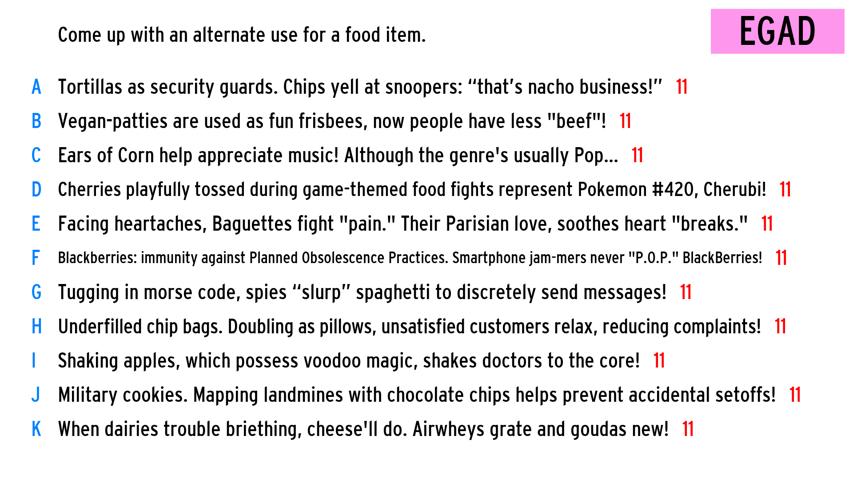 Come up with an alternate use for a food item.
EGAD
A Tortillas as security guards. Chips yell at snoopers: “that’s nacho business!” 11
B Vegan-patties are used as fun frisbees, now people have less "beef"! 11
C Ears of Corn help appreciate music! Although the genre's usually Pop... 11
D Cherries playfully tossed during game-themed food fights represent Pokemon #420, Cherubi! 11
E Facing heartaches, Baguettes fight "pain." Their Parisian love, soothes heart "breaks." 11
F Blackberries: immunity against Planned Obsolescence Practices. Smartphone jam-mers never "P.O.P." BlackBerries! 11
G Tugging in morse code, spies “slurp” spaghetti to discretely send messages! 11
H Underfilled chip bags. Doubling as pillows, unsatisfied customers relax, reducing complaints! 11
I Shaking apples, which possess voodoo magic, shakes doctors to the core! 11
J Military cookies. Mapping landmines with chocolate chips helps prevent accidental setoffs! 11
K When dairies trouble briething, cheese'll do. Airwheys grate and goudas new! 11